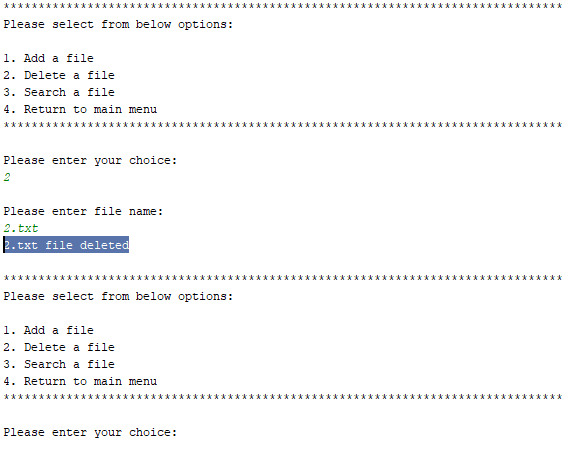 ********************************************************************************
Please select from below options:
1. Add a file
2. Delete a file
3. Search a file
4. Return to main menu
********************************************************************************
Please enter your choice:
2
Please enter file name:
2.txt
2.txt file deleted
********************************************************************************
Please select from below options:
1. Add a file
2. Delete a file
3. Search a file
4. Return to main menu
********************************************************************************
Please enter your choice: